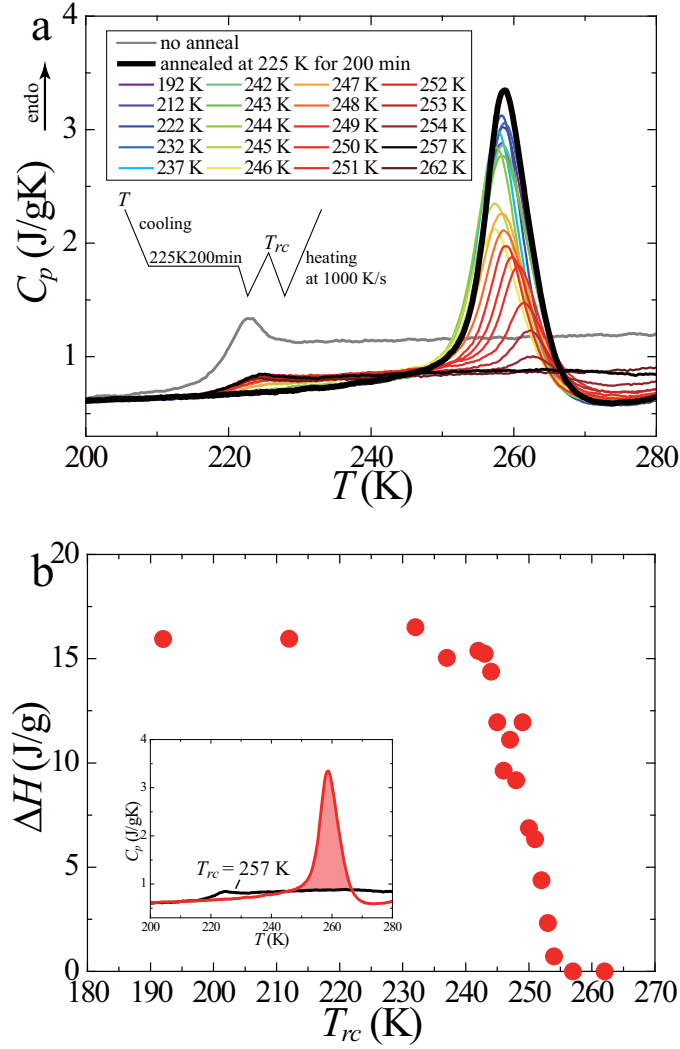 a
no anneal
annealed at 225 K for 200 min
192 K 242 K 247 K 252 K
212 K 243 K 248 K 253 K
222 K 244 K 249 K 254 K
232 K 245 K 250 K 257 K
237 K 246 K 251 K 262 K
endo
T
cooling
225K200min
Trc
heating
at 1000 K/s
Cp (J/gK)
4
3
2
1
200 220 240 260 280
T (K)
b
20
15
10
5
0
ΔH (J/g)
4
3
2
1
Cp (J/gK)
Trc = 257 K
200 220 240 260 280
T (K)
180 190 200 210 220 230 240 250 260 270
Trc (K)